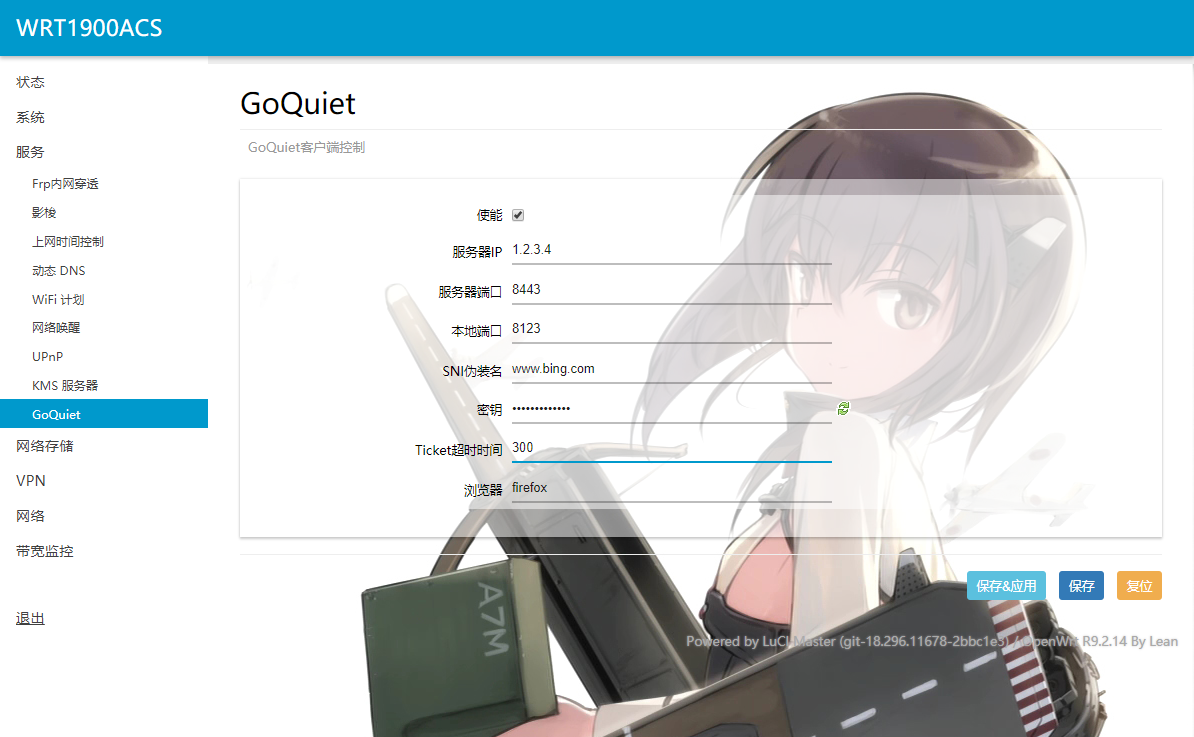 WRT1900ACS
状态
系统
服务
Frp内网穿透
影梭
上网时间控制
动态 DNS
WiFi 计划
网络唤醒
UPnP
KMS 服务器
GoQuiet
网络存储
VPN
网络
带宽监控
退出
GoQuiet
GoQuiet客户端控制
使能
服务器IP 1.2.3.4
服务器端口 8443
本地端口 8123
SNI伪装名 www.bing.com
密钥 •••••••••••••
Ticket超时时间 300
浏览器 firefox
保存&应用 保存 复位
Powered by LuCI Master (git-18.296.11678-2bbc1e3) / OpenWrt R9.2.14 By Lean
A7M